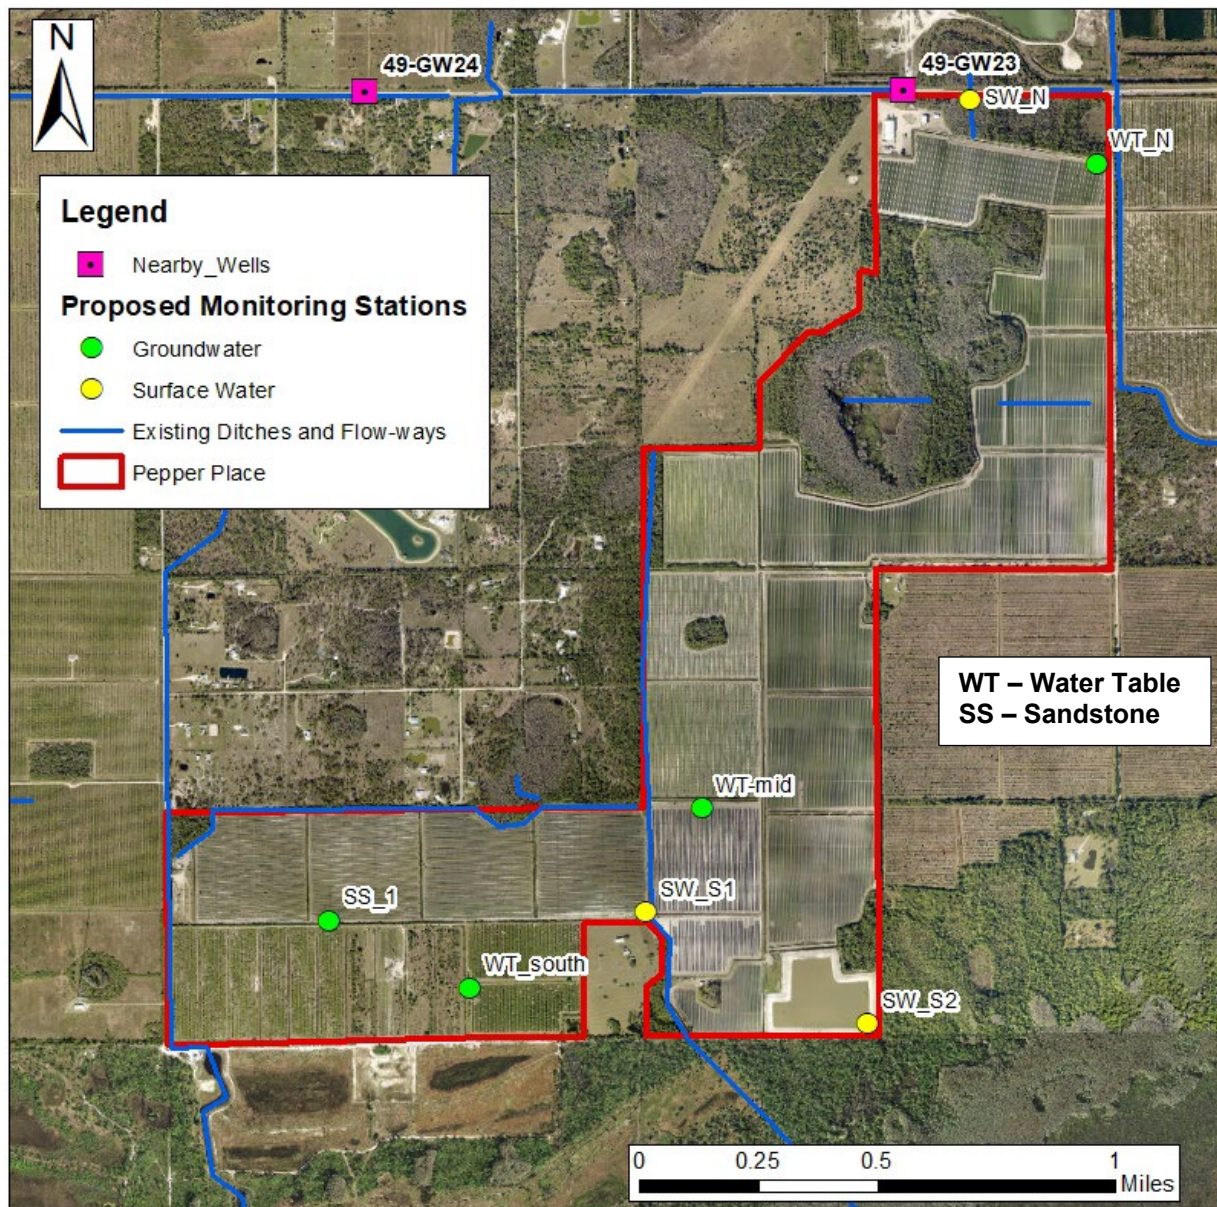 N
49-GW24
49-GW23
SW_N
WT_N
Legend
Nearby_Wells
Proposed Monitoring Stations
Groundwater
Surface Water
Existing Ditches and Flow-ways
Pepper Place
WT – Water Table
SS – Sandstone
WT-mid
SS_1
SW_S1
WT_south
SW_S2
0 0.25 0.5 1
Miles